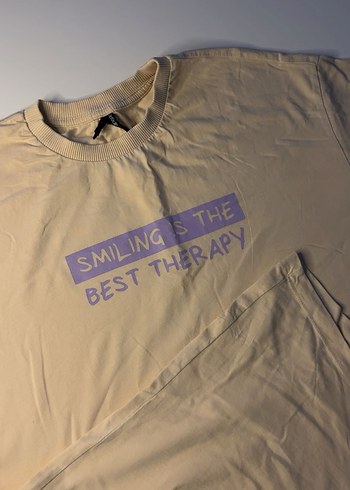 SMILING IS THE
BEST THERAPY